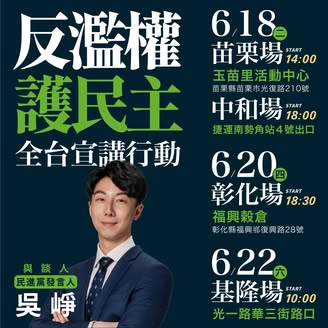 反濫權
護民主
全台宣講行動
與談人
民進黨發言人
吳崢
6/18 二
苗栗場 START 14:00
玉苗里活動中心
苗栗縣苗栗市光復路210號
中和場 START 18:00
捷運南勢角站4號出口
6/20 四
彰化場 START 18:30
福興穀倉
彰化縣福興鄉復興路28號
6/22 六
基隆場 START 10:00
光一路華三街路口